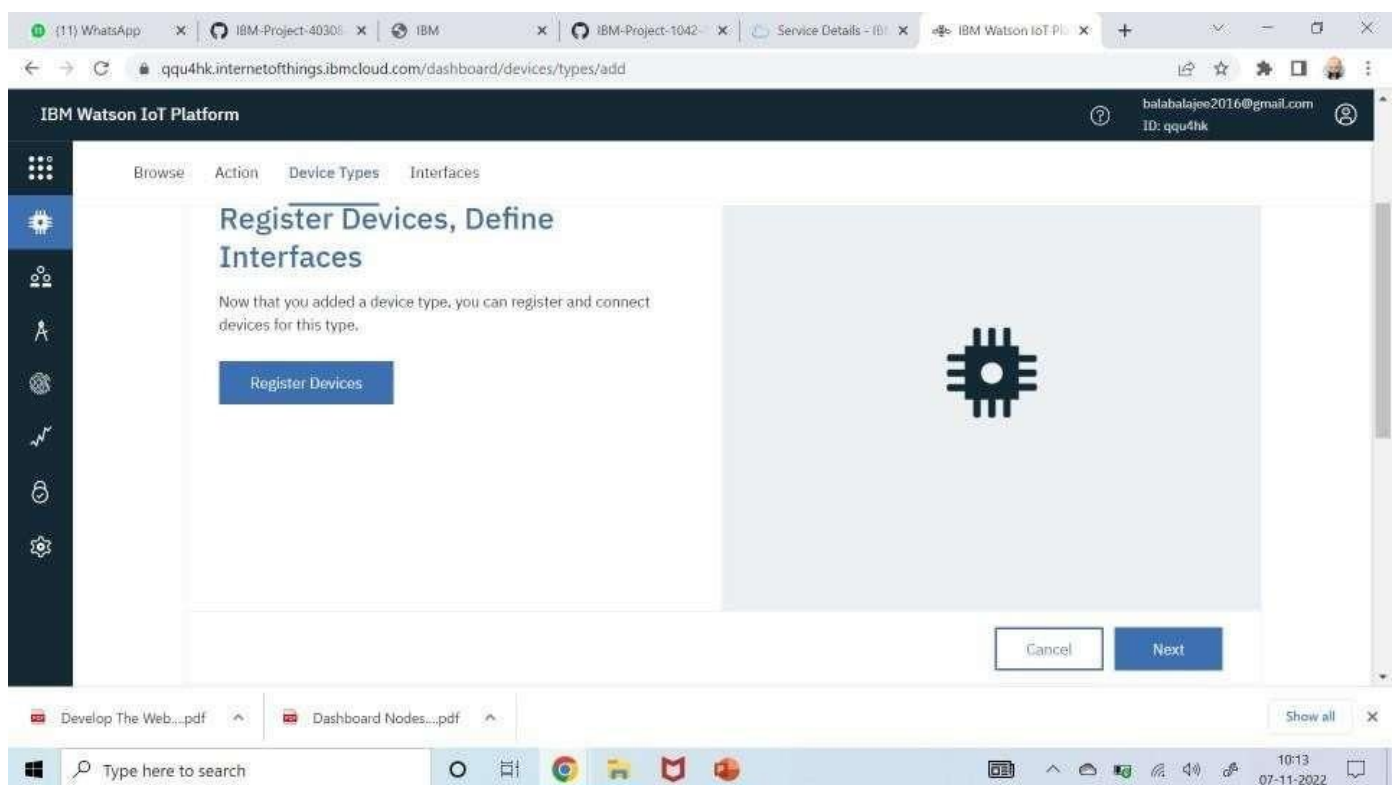 (11) WhatsApp
IBM-Project-40308
IBM
IBM-Project-1042-
Service Details - IB
IBM Watson IoT Pl
qqu4hk.internetofthings.ibmcloud.com/dashboard/devices/types/add
IBM Watson IoT Platform
balabalajee2016@gmail.com
ID: qqu4hk
Browse Action Device Types Interfaces
Register Devices, Define
Interfaces
Now that you added a device type, you can register and connect
devices for this type.
Register Devices
Cancel Next
Develop The Web....pdf
Dashboard Nodes....pdf
Show all
Type here to search
10:13
07-11-2022